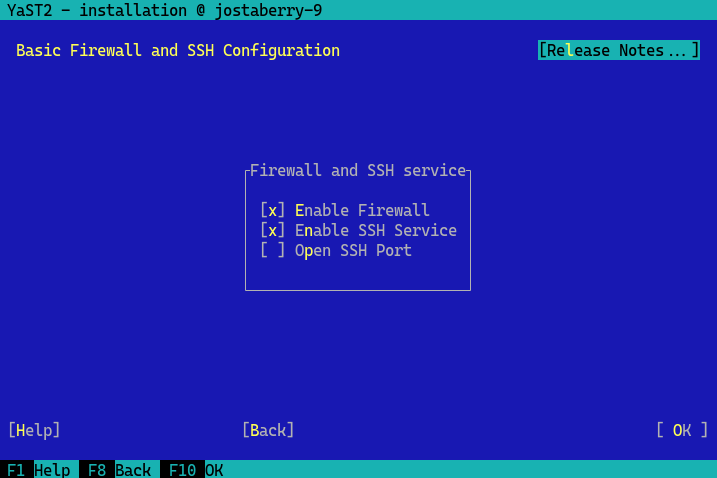 YaST2 - installation @ jostaberry-9
Basic Firewall and SSH Configuration [Release Notes...]
Firewall and SSH service
[x] Enable Firewall
[x] Enable SSH Service
[ ] Open SSH Port
[Help] [Back] [ OK ]
F1 Help F8 Back F10 OK